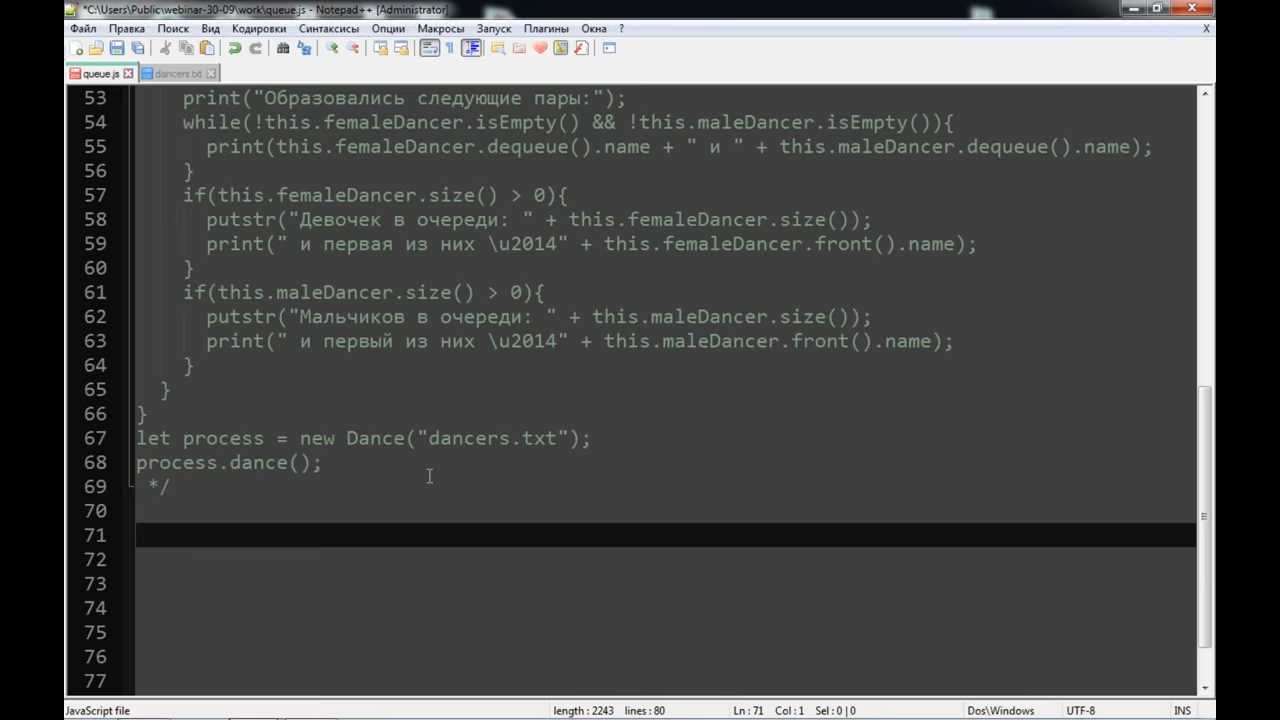 *C:\Users\Public\webinar-30-09\work\queue.js - Notepad++ [Administrator]
Файл Правка Поиск Вид Кодировки Синтаксисы Опции Макросы Запуск Плагины Окна ? X
queue.js dancers.txt
53 print("Образовались следующие пары:");
54 while(!this.femaleDancer.isEmpty() && !this.maleDancer.isEmpty()){
55 print(this.femaleDancer.dequeue().name + " и " + this.maleDancer.dequeue().name);
56 }
57 if(this.femaleDancer.size() > 0){
58 putstr("Девочек в очереди: " + this.femaleDancer.size());
59 print(" и первая из них \u2014" + this.femaleDancer.front().name);
60 }
61 if(this.maleDancer.size() > 0){
62 putstr("Мальчиков в очереди: " + this.maleDancer.size());
63 print(" и первый из них \u2014" + this.maleDancer.front().name);
64 }
65 }
66 }
67 let process = new Dance("dancers.txt");
68 process.dance();
69 */
70
71
72
73
74
75
76
77
JavaScript file length : 2243 lines : 80 Ln : 71 Col : 1 Sel : 0 | 0 Dos\Windows UTF-8 INS